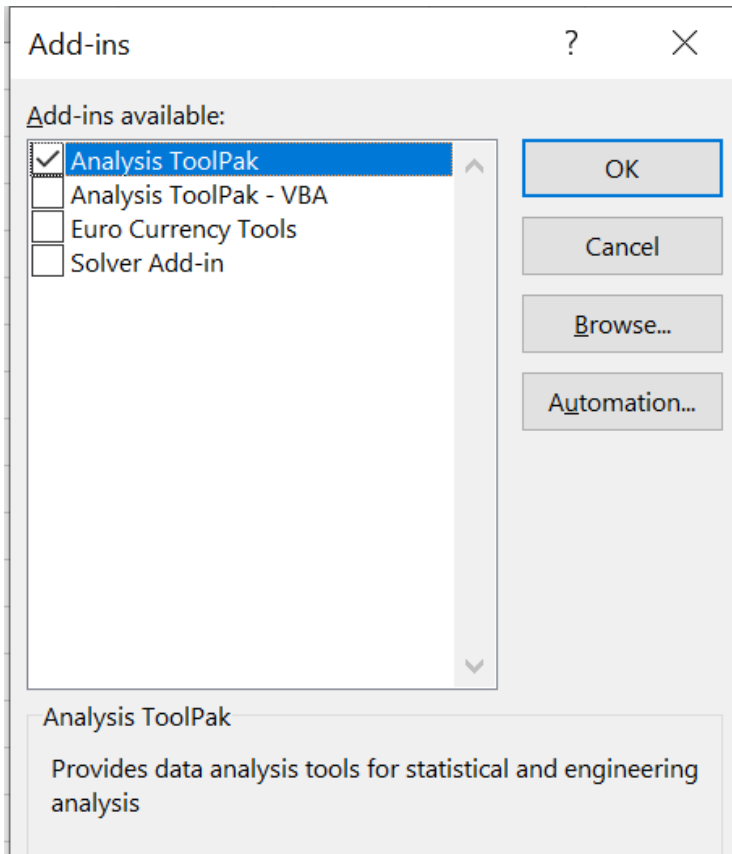 Add-ins
?
Add-ins available:
Analysis ToolPak
Analysis ToolPak - VBA
Euro Currency Tools
Solver Add-in
OK
Cancel
Browse...
Automation...
Analysis ToolPak
Provides data analysis tools for statistical and engineering
analysis